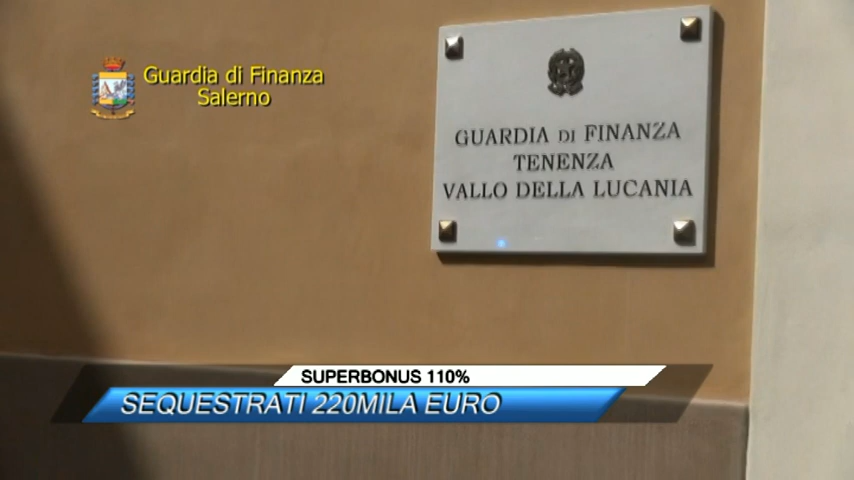 Guardia di Finanza
Salerno
GUARDIA DI FINANZA
TENENZA
VALLO DELLA LUCANIA
SUPERBONUS 110%
SEQUESTRATI 220MILA EURO